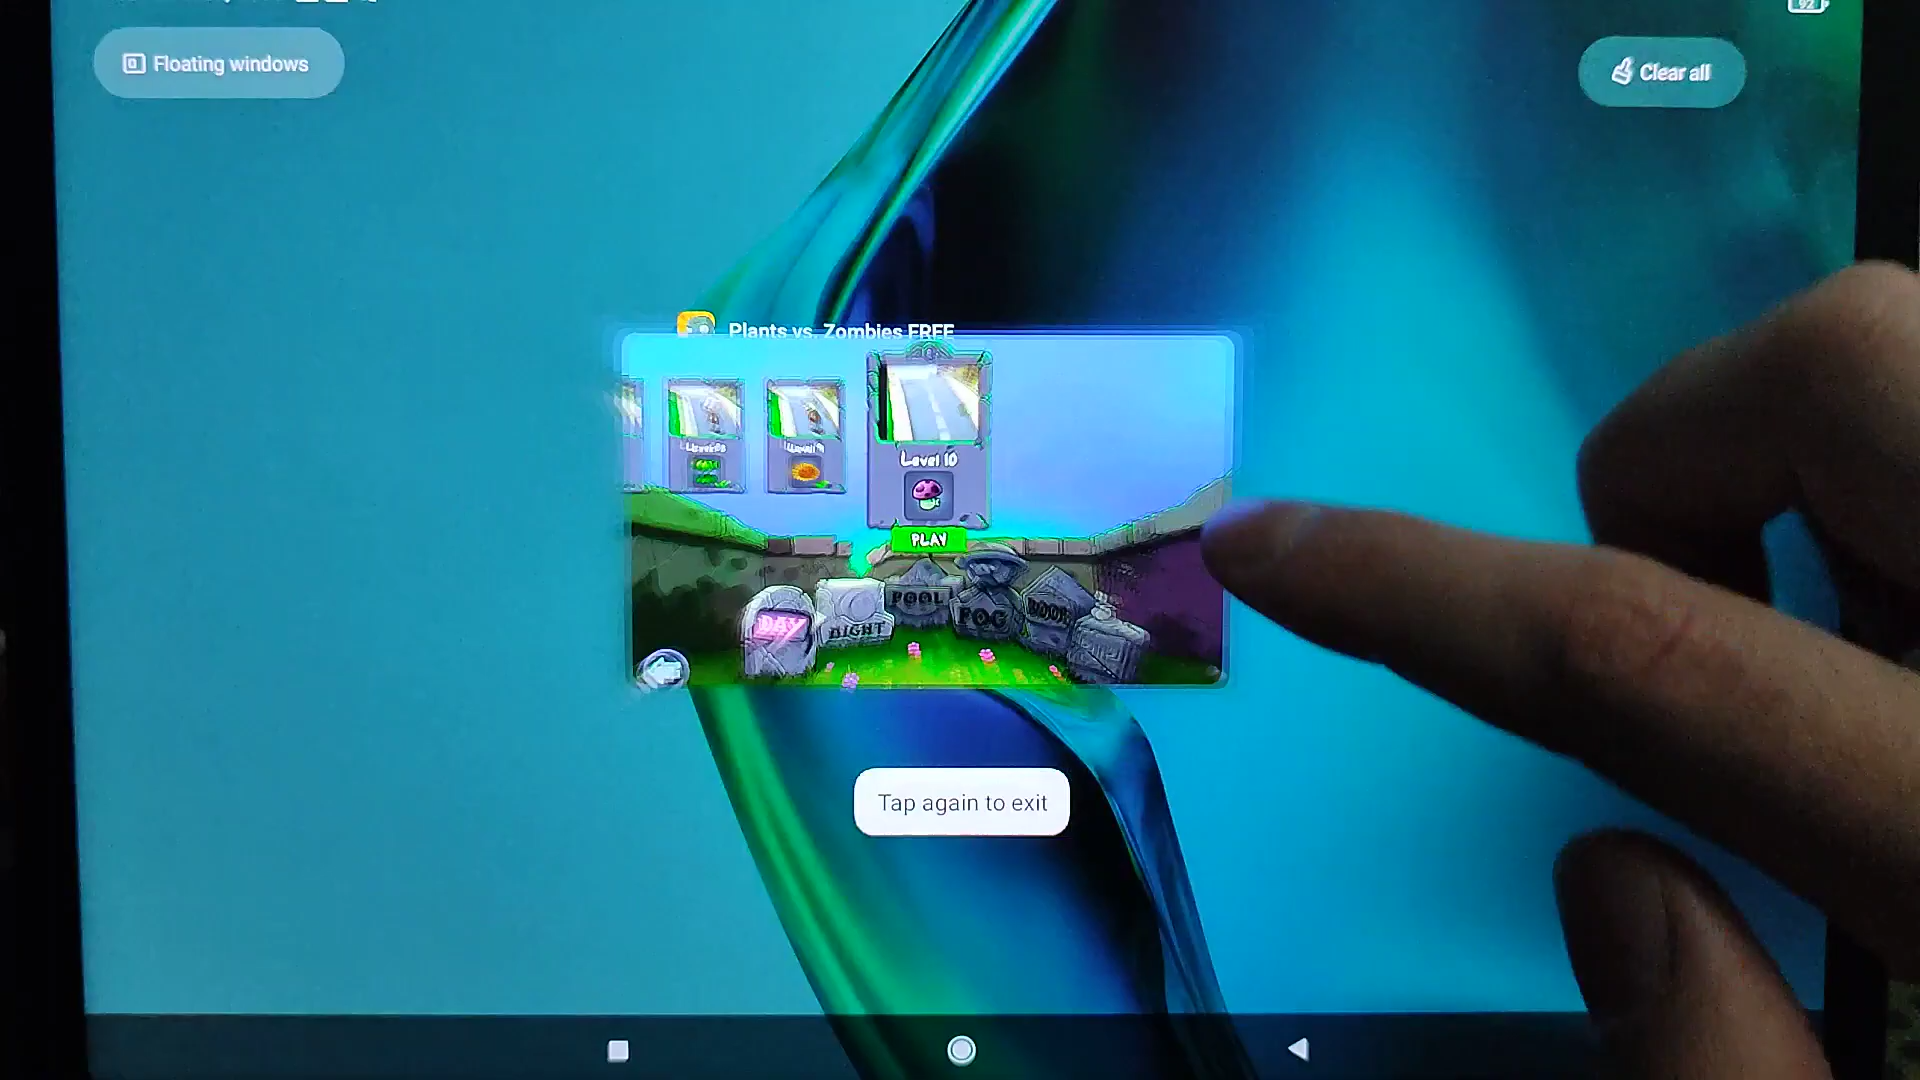 92
Floating windows
Clear all
Plants vs. Zombies FREE
Level 10
PLAY
DAY
NIGHT
POOL
FOG
ROOF
Tap again to exit